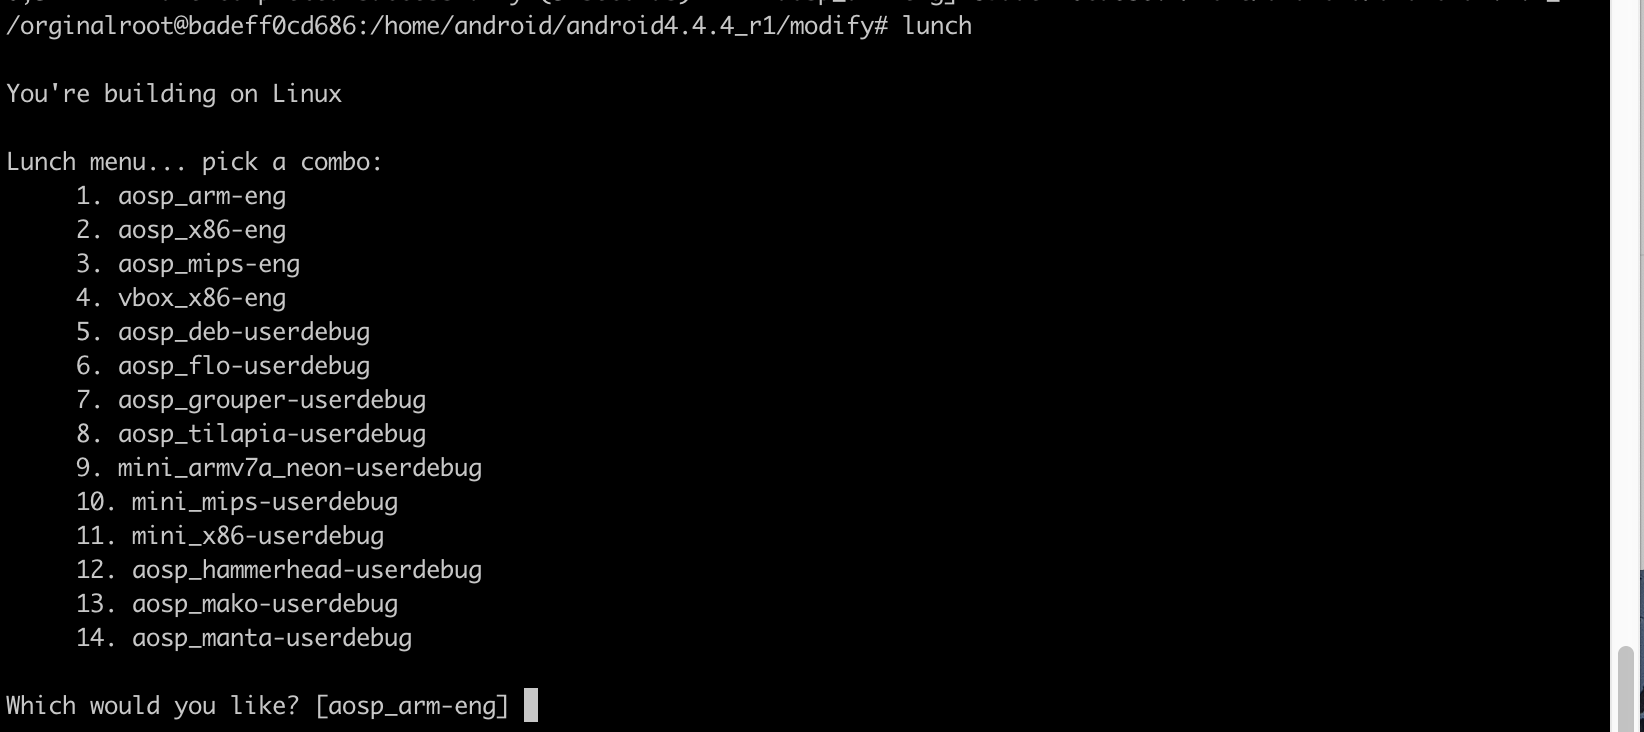 /orginalroot@badeff0cd686:/home/android/android4.4.4_r1/modify# lunch
You're building on Linux
Lunch menu... pick a combo:
1. aosp_arm-eng
2. aosp_x86-eng
3. aosp_mips-eng
4. vbox_x86-eng
5. aosp_deb-userdebug
6. aosp_flo-userdebug
7. aosp_grouper-userdebug
8. aosp_tilapia-userdebug
9. mini_armv7a_neon-userdebug
10. mini_mips-userdebug
11. mini_x86-userdebug
12. aosp_hammerhead-userdebug
13. aosp_mako-userdebug
14. aosp_manta-userdebug
Which would you like? [aosp_arm-eng]